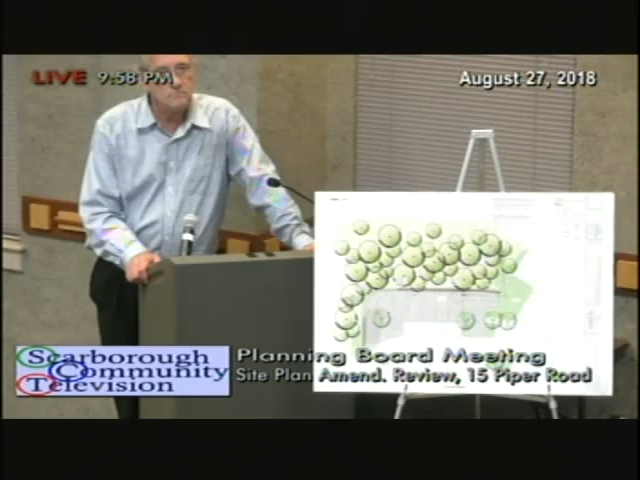 LIVE 9:58 PM
August 27, 2018
Scarborough
Community
Television
Planning Board Meeting
Site Plan Amend. Review, 15 Piper Road